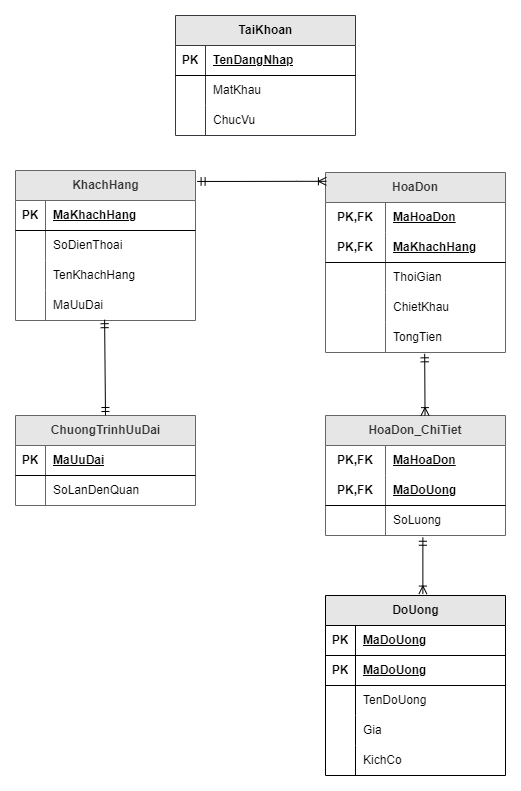 TaiKhoan
PK TenDangNhap
MatKhau
ChucVu
KhachHang
PK MaKhachHang
SoDienThoai
TenKhachHang
MaUuDai
HoaDon
PK,FK MaHoaDon
PK,FK MaKhachHang
ThoiGian
ChietKhau
TongTien
ChuongTrinhUuDai
PK MaUuDai
SoLanDenQuan
HoaDon_ChiTiet
PK,FK MaHoaDon
PK,FK MaDoUong
SoLuong
DoUong
PK MaDoUong
PK MaDoUong
TenDoUong
Gia
KichCo